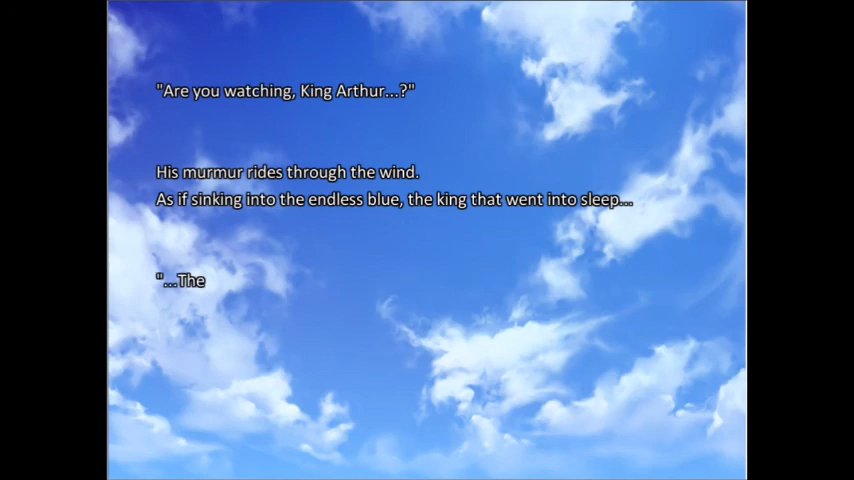 "Are you watching, King Arthur...?"
His murmur rides through the wind.
As if sinking into the endless blue, the king that went into sleep...
"...The